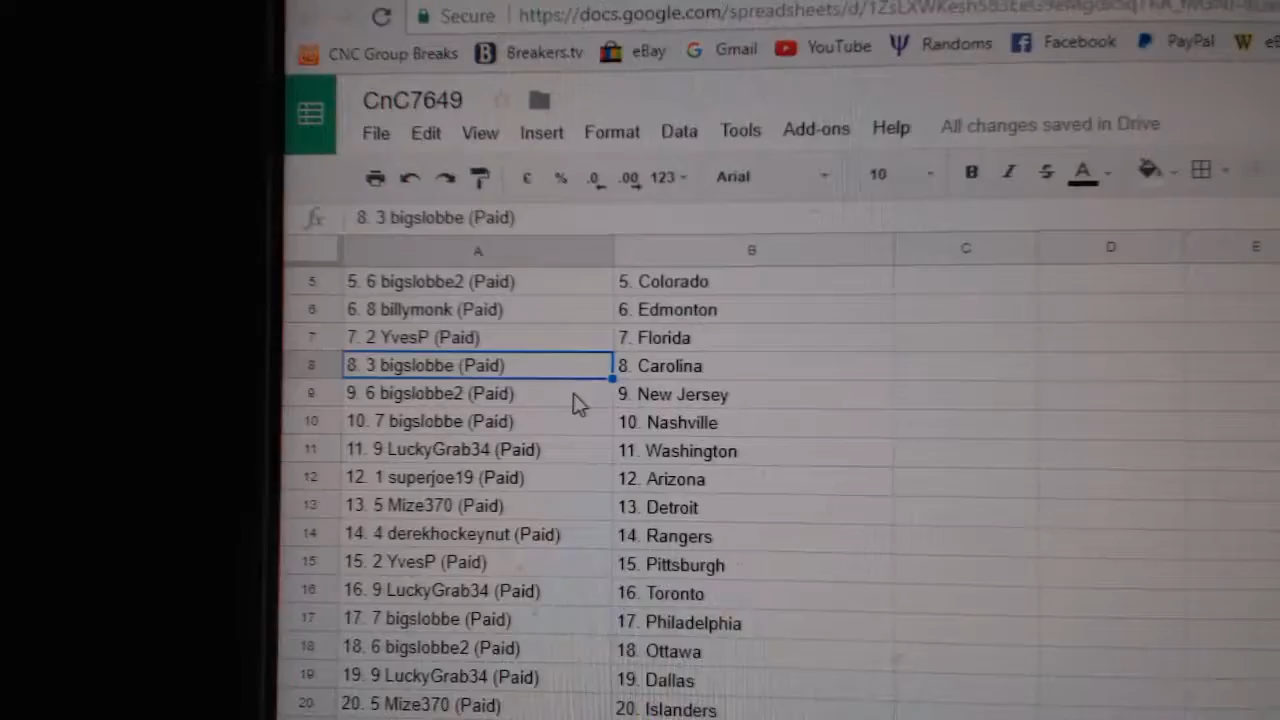 Secure https://docs.google.com/spreadsheets/d/
CNC Group Breaks Breakers.tv eBay Gmail YouTube Randoms Facebook PayPal
CnC7649
File Edit View Insert Format Data Tools Add-ons Help All changes saved in Drive
€ % .0 .00 123 Arial 10 B I S A
fx 8. 3 bigslobbe (Paid)
A B C D E
5 5. 6 bigslobbe2 (Paid) 5. Colorado
6 6. 8 billymonk (Paid) 6. Edmonton
7 7. 2 YvesP (Paid) 7. Florida
8 8. 3 bigslobbe (Paid) 8. Carolina
9 9. 6 bigslobbe2 (Paid) 9. New Jersey
10 10. 7 bigslobbe (Paid) 10. Nashville
11 11. 9 LuckyGrab34 (Paid) 11. Washington
12 12. 1 superjoe19 (Paid) 12. Arizona
13 13. 5 Mize370 (Paid) 13. Detroit
14 14. 4 derekhockeynut (Paid) 14. Rangers
15 15. 2 YvesP (Paid) 15. Pittsburgh
16 16. 9 LuckyGrab34 (Paid) 16. Toronto
17 17. 7 bigslobbe (Paid) 17. Philadelphia
18 18. 6 bigslobbe2 (Paid) 18. Ottawa
19 19. 9 LuckyGrab34 (Paid) 19. Dallas
20 20. 5 Mize370 (Paid) 20. Islanders